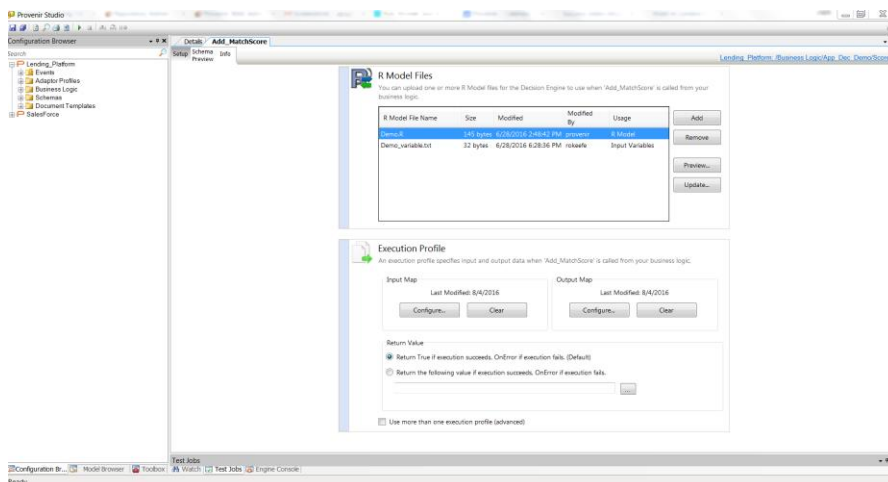 Provenir Studio
Configuration Browser
Details
Add_MatchScore
Search
Setup
Schema Preview
Info
Lending_Platform: /Business Logic/App_Dec_Demo/Score
Lending_Platform
Events
Adaptor Profiles
Business Logic
Schemas
Document Templates
SalesForce
R Model Files
You can upload one or more R Model files for the Decision Engine to use when 'Add_MatchScore' is called from your
business logic.
R Model File Name Size Modified Modified By Usage
Demo.R 145 bytes 6/28/2016 2:48:42 PM provenir R Model
Demo_variable.txt 32 bytes 6/28/2016 6:28:36 PM rokeefe Input Variables
Add
Remove
Preview...
Update...
Execution Profile
An execution profile specifies input and output data when 'Add_MatchScore' is called from your business logic.
Input Map
Last Modified: 8/4/2016
Configure... Clear
Output Map
Last Modified: 8/4/2016
Configure... Clear
Return Value
Return True if execution succeeds, OnError if execution fails. (Default)
Return the following value if execution succeeds, OnError if execution fails.
...
Use more than one execution profile (advanced)
Test Jobs
Configuration Br... Model Browser Toolbox Watch Test Jobs Engine Console
Ready